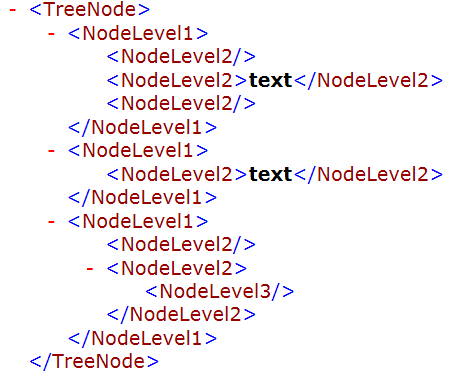 - <TreeNode>
- <NodeLevel1>
<NodeLevel2/>
<NodeLevel2>text</NodeLevel2>
<NodeLevel2/>
</NodeLevel1>
- <NodeLevel1>
<NodeLevel2>text</NodeLevel2>
</NodeLevel1>
- <NodeLevel1>
<NodeLevel2/>
- <NodeLevel2>
<NodeLevel3/>
</NodeLevel2>
</NodeLevel1>
</TreeNode>